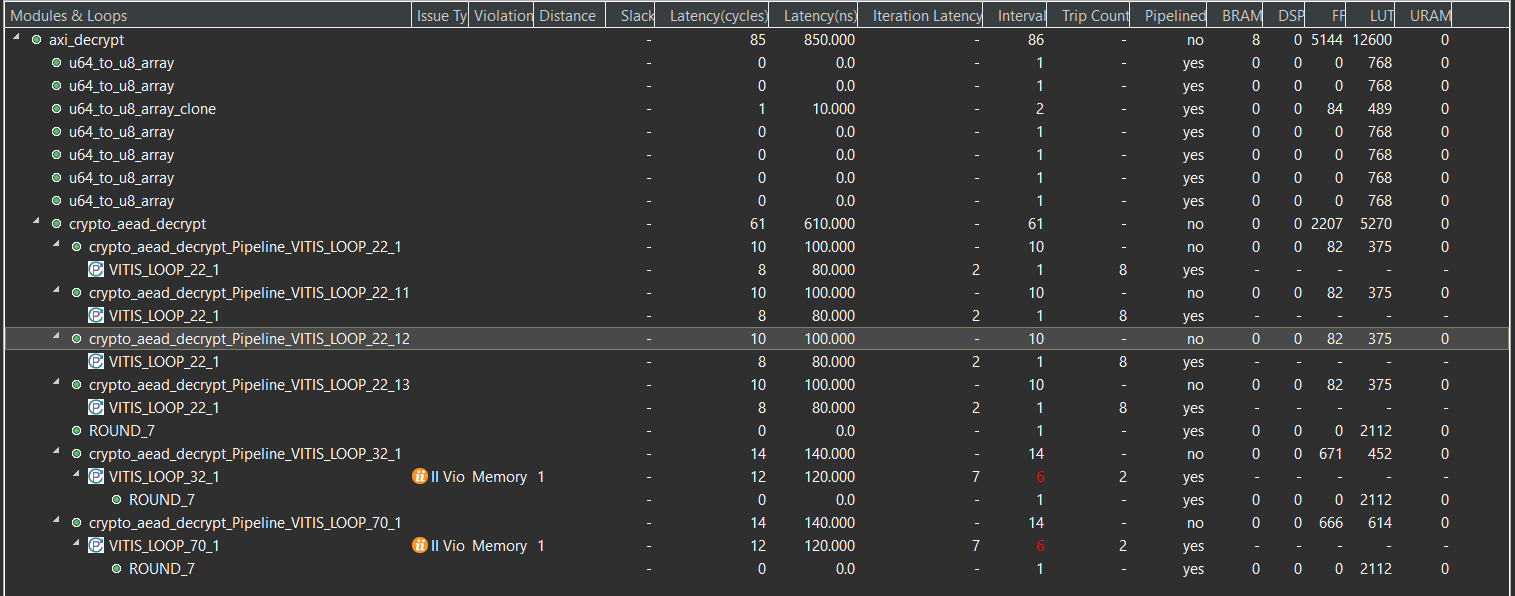 Modules & Loops Issue Ty Violation Distance Slack Latency(cycles) Latency(ns) Iteration Latency Interval Trip Count Pipelined BRAM DSP FF LUT URAM
axi_decrypt - 85 850.000 - 86 - no 8 0 5144 12600 0
u64_to_u8_array - 0 0.0 - 1 - yes 0 0 0 768 0
u64_to_u8_array - 0 0.0 - 1 - yes 0 0 0 768 0
u64_to_u8_array_clone - 1 10.000 - 2 - yes 0 0 84 489 0
u64_to_u8_array - 0 0.0 - 1 - yes 0 0 0 768 0
u64_to_u8_array - 0 0.0 - 1 - yes 0 0 0 768 0
u64_to_u8_array - 0 0.0 - 1 - yes 0 0 0 768 0
u64_to_u8_array - 0 0.0 - 1 - yes 0 0 0 768 0
crypto_aead_decrypt - 61 610.000 - 61 - no 0 0 2207 5270 0
crypto_aead_decrypt_Pipeline_VITIS_LOOP_22_1 - 10 100.000 - 10 - no 0 0 82 375 0
VITIS_LOOP_22_1 - 8 80.000 2 1 8 yes - - - - -
crypto_aead_decrypt_Pipeline_VITIS_LOOP_22_11 - 10 100.000 - 10 - no 0 0 82 375 0
VITIS_LOOP_22_1 - 8 80.000 2 1 8 yes - - - - -
crypto_aead_decrypt_Pipeline_VITIS_LOOP_22_12 - 10 100.000 - 10 - no 0 0 82 375 0
VITIS_LOOP_22_1 - 8 80.000 2 1 8 yes - - - - -
crypto_aead_decrypt_Pipeline_VITIS_LOOP_22_13 - 10 100.000 - 10 - no 0 0 82 375 0
VITIS_LOOP_22_1 - 8 80.000 2 1 8 yes - - - - -
ROUND_7 - 0 0.0 - 1 - yes 0 0 0 2112 0
crypto_aead_decrypt_Pipeline_VITIS_LOOP_32_1 - 14 140.000 - 14 - no 0 0 671 452 0
VITIS_LOOP_32_1 II Vio Memory 1 - 12 120.000 7 6 2 yes - - - - -
ROUND_7 - 0 0.0 - 1 - yes 0 0 0 2112 0
crypto_aead_decrypt_Pipeline_VITIS_LOOP_70_1 - 14 140.000 - 14 - no 0 0 666 614 0
VITIS_LOOP_70_1 II Vio Memory 1 - 12 120.000 7 6 2 yes - - - - -
ROUND_7 - 0 0.0 - 1 - yes 0 0 0 2112 0